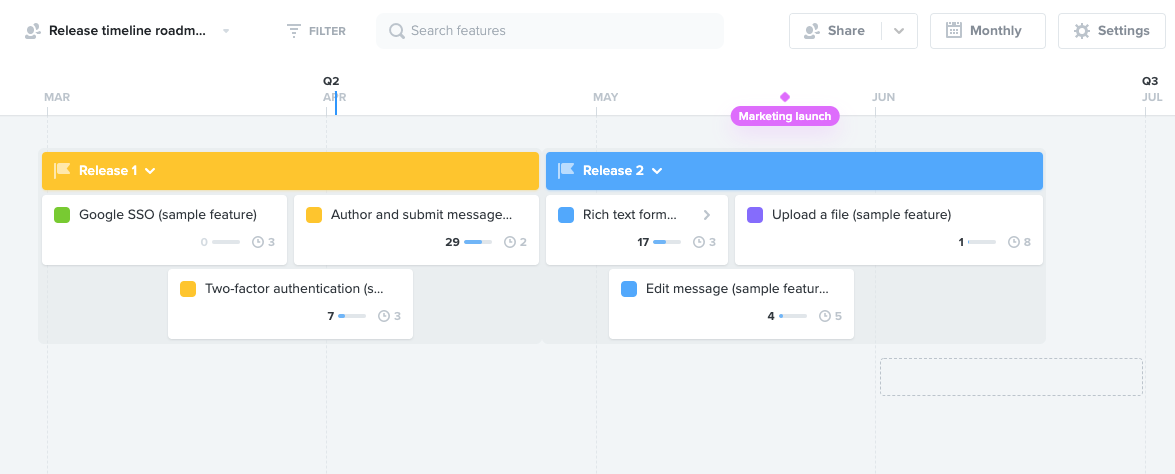 Release timeline roadm...
FILTER
Search features
Share
Monthly
Settings
Q2
Q3
MAR
APR
MAY
JUN
JUL
Marketing launch
Release 1
Release 2
Google SSO (sample feature)
0
3
Author and submit message...
29
2
Rich text form...
17
3
Upload a file (sample feature)
1
8
Two-factor authentication (s...
7
3
Edit message (sample featur...
4
5